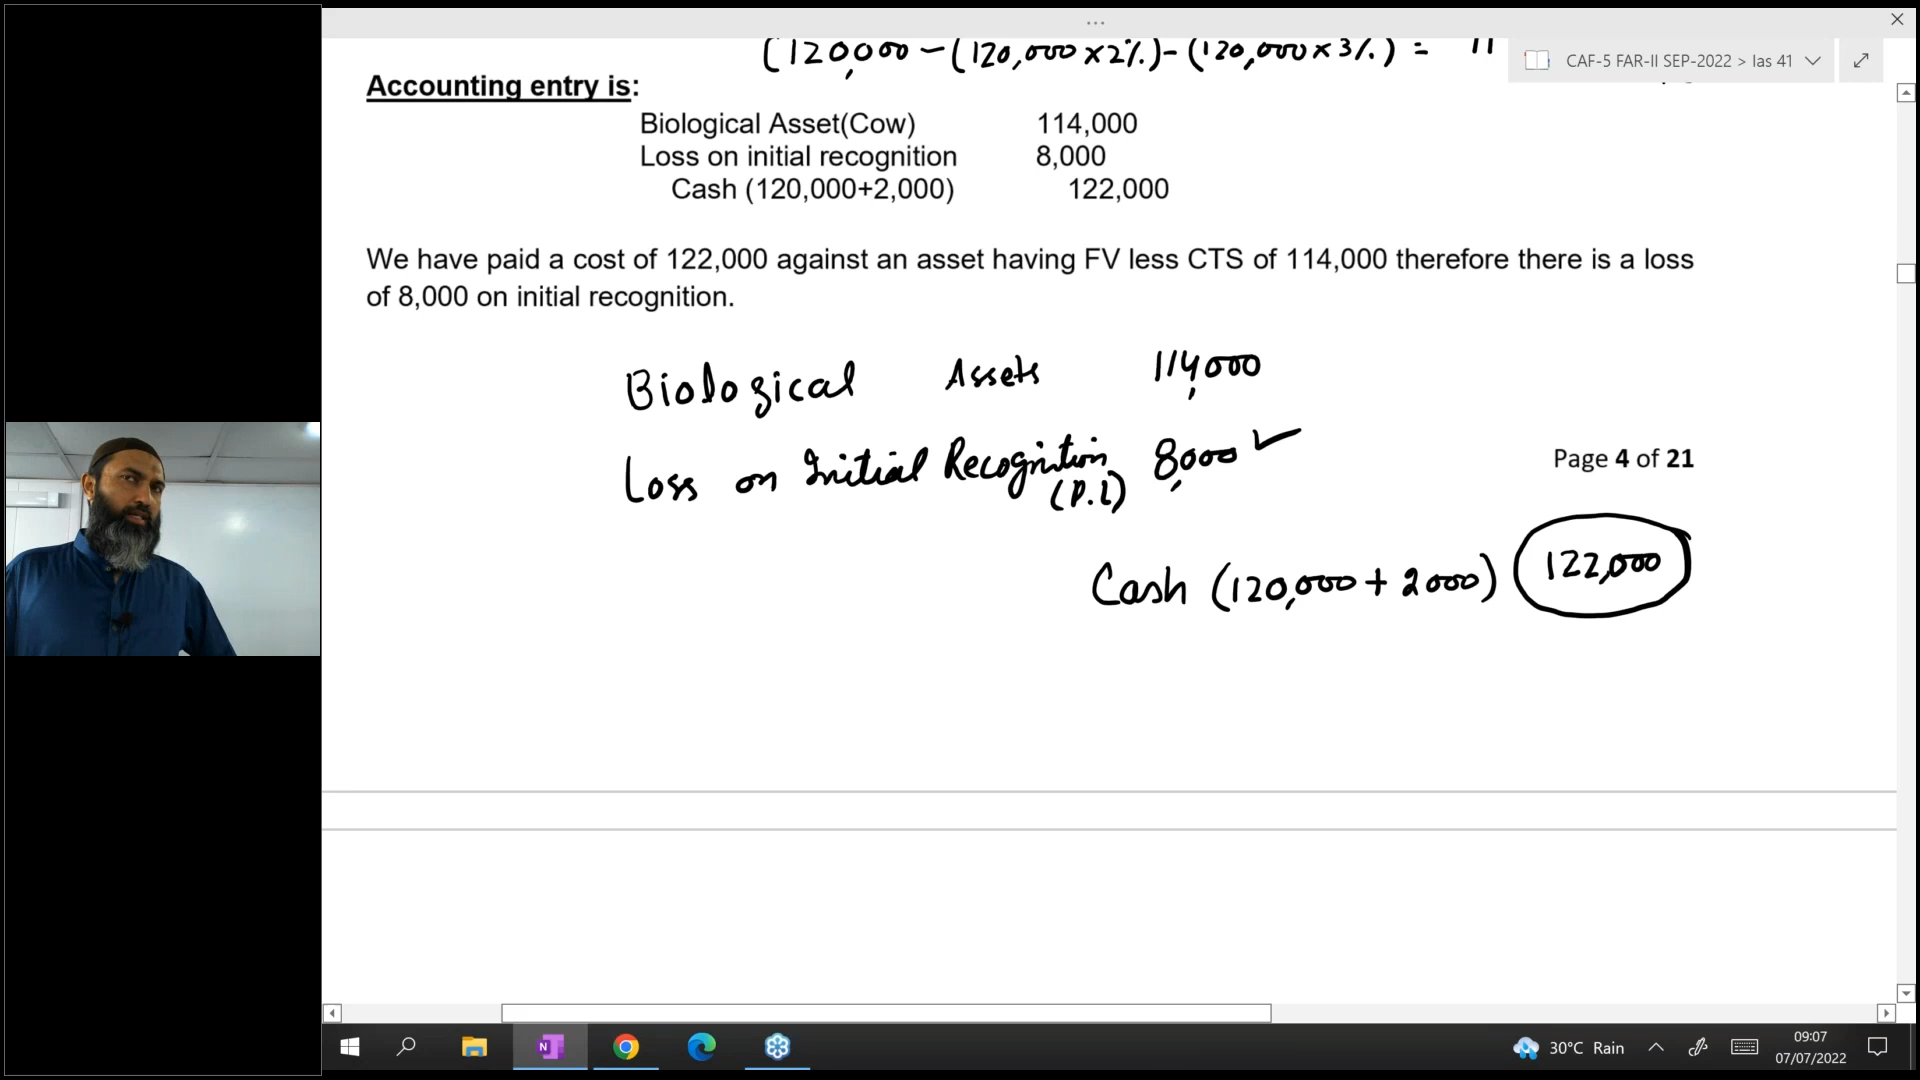 (120,000 – (120,000 x 2%) – (120,000 x 3%) = 11
CAF-5 FAR-II SEP-2022 > Ias 41
Accounting entry is:
Biological Asset(Cow) 114,000
Loss on initial recognition 8,000
Cash (120,000+2,000) 122,000
We have paid a cost of 122,000 against an asset having FV less CTS of 114,000 therefore there is a loss
of 8,000 on initial recognition.
Biological Assets 114,000
Loss on Initial Recognition 8,000
(P.L)
Page 4 of 21
Cash (120,000 + 2000) 122,000
30°C Rain
09:07
07/07/2022